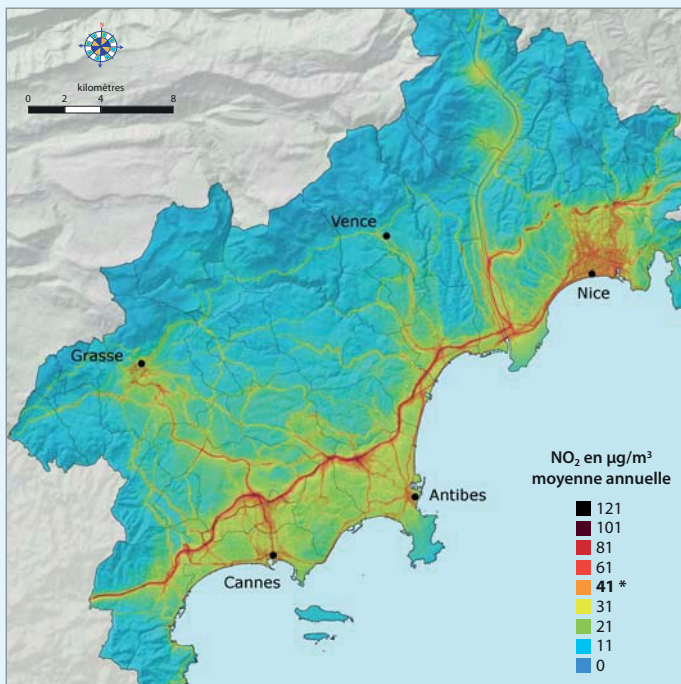 N
kilomètres
0 2 4 8
Vence
Nice
Grasse
Antibes
Cannes
NO₂ en µg/m³
moyenne annuelle
121
101
81
61
41 *
31
21
11
0